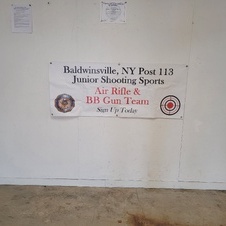 Baldwinsville, NY Post 113
Junior Shooting Sports
Air Rifle &
BB Gun Team
Sign Up Today